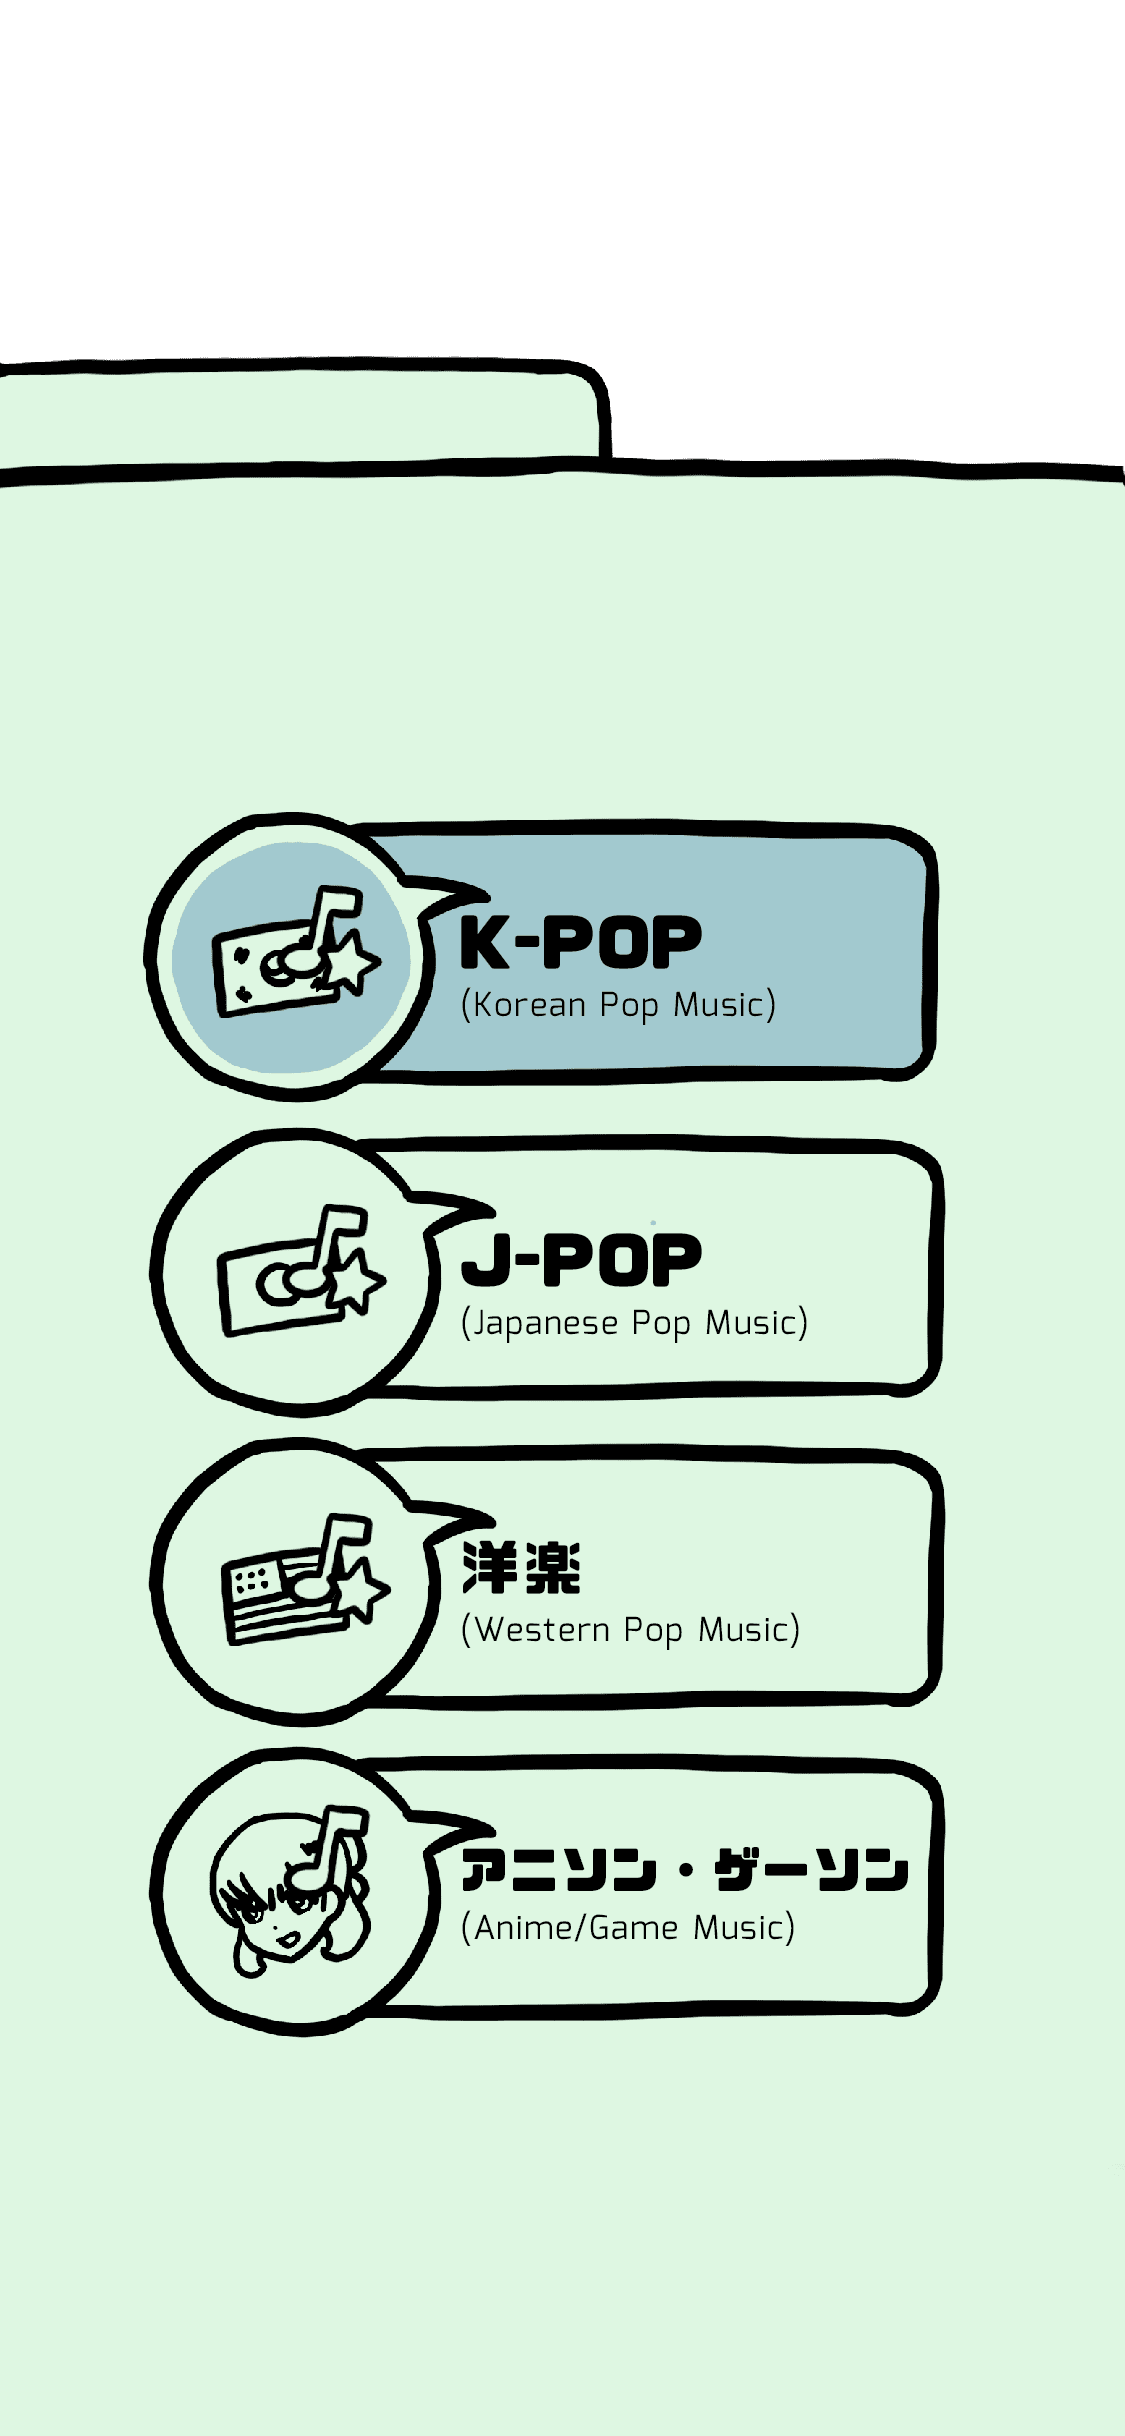 K-POP
(Korean Pop Music)
J-POP
(Japanese Pop Music)
洋楽
(Western Pop Music)
アニソン・ゲーソン
(Anime/Game Music)